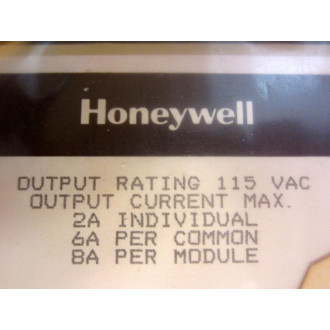 Honeywell
OUTPUT RATING 115 VAC
OUTPUT CURRENT MAX.
2A INDIVIDUAL
6A PER COMMON
8A PER MODULE